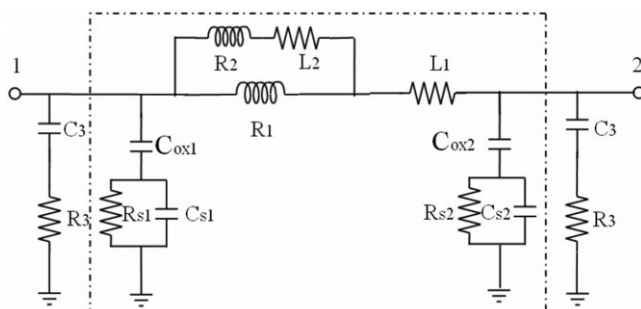 R2 L2
1 L1 2
R1
C3 Cox1 Cox2 C3
R3 Rs1 Cs1 Rs2 Cs2 R3